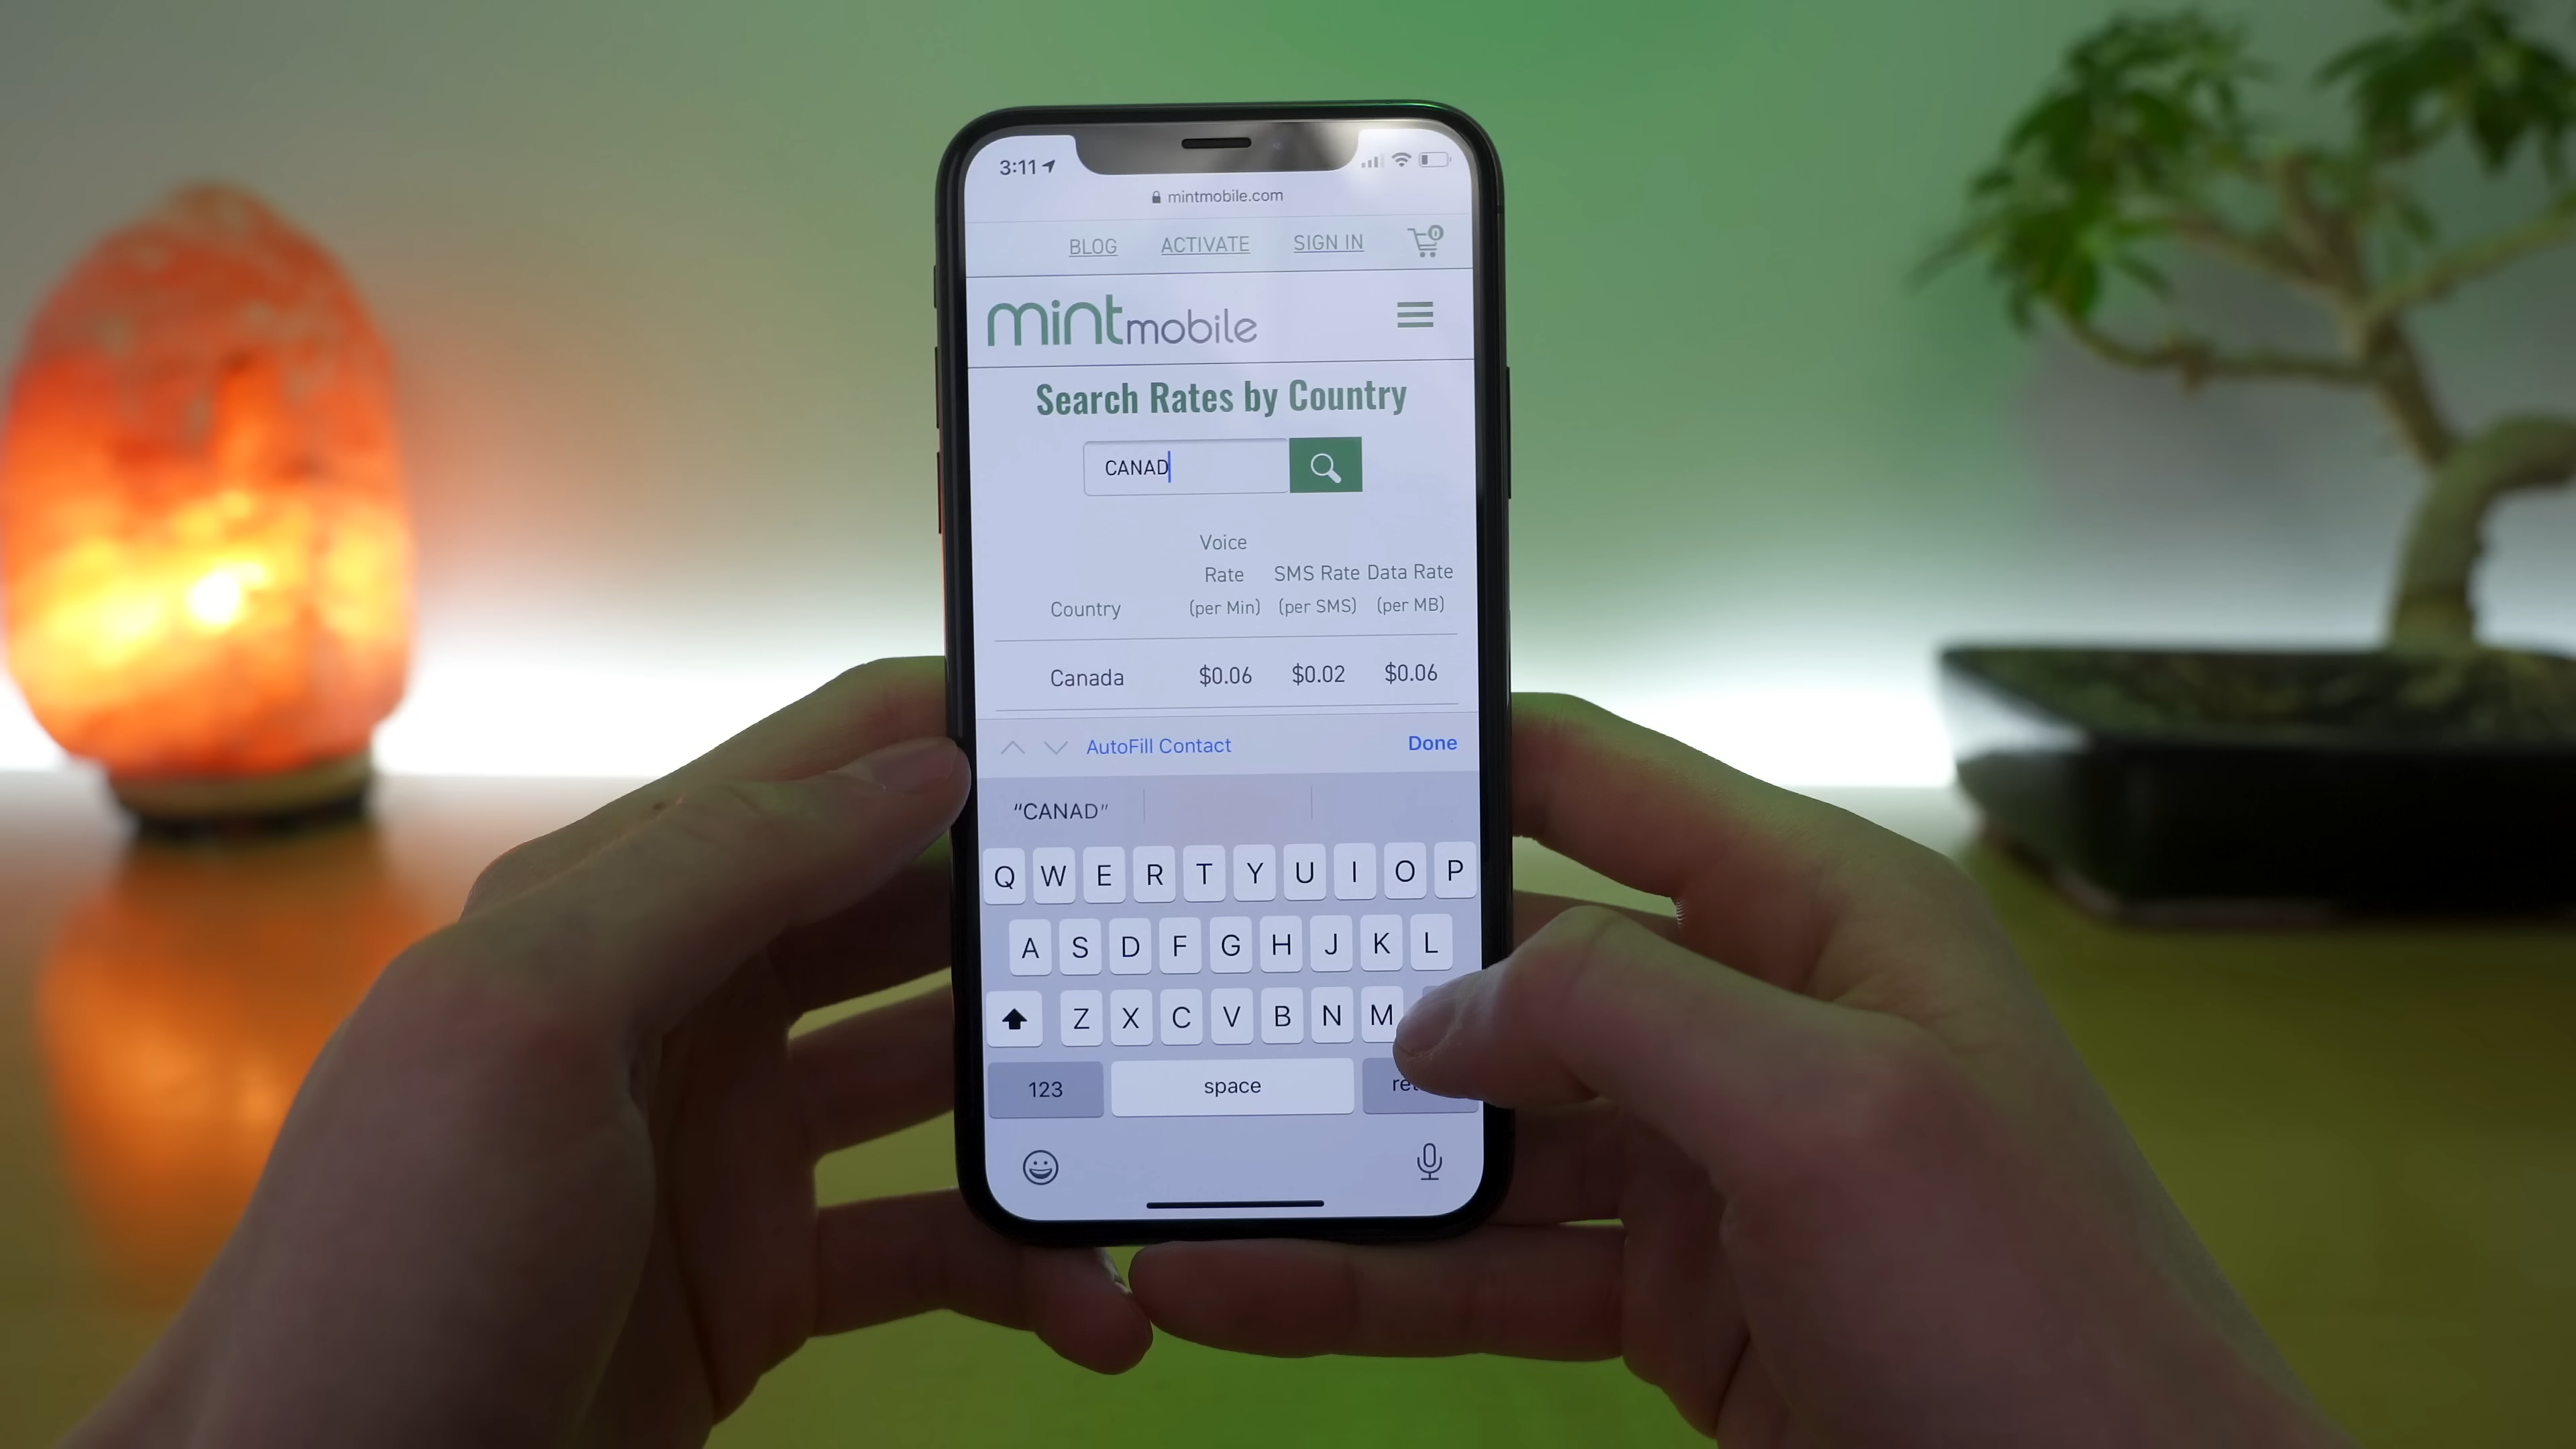 3:11
mintmobile.com
BLOG ACTIVATE SIGN IN 0
mint mobile
Search Rates by Country
CANAD
Country Voice Rate (per Min) SMS Rate (per SMS) Data Rate (per MB)
Canada $0.06 $0.02 $0.06
AutoFill Contact Done
“CANAD”
Q W E R T Y U I O P
A S D F G H J K L
Z X C V B N M
123 space